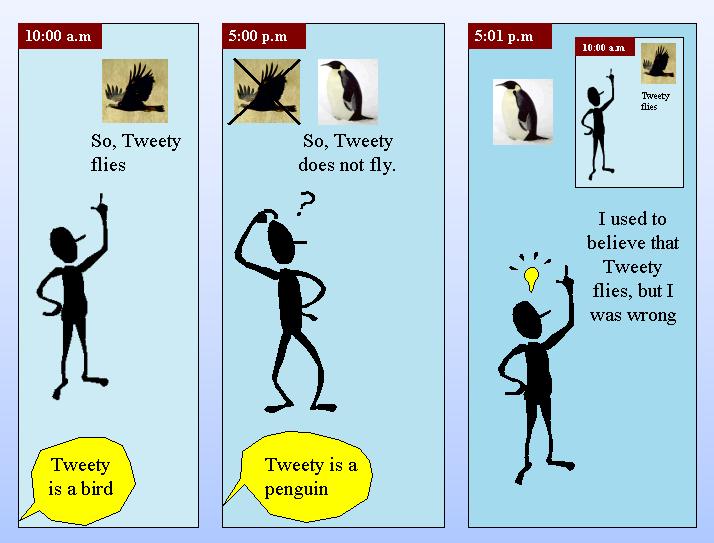 10:00 a.m
So, Tweety
flies
Tweety
is a bird
5:00 p.m
So, Tweety
does not fly.
?
Tweety is a
penguin
5:01 p.m
10:00 a.m
Tweety
flies
I used to
believe that
Tweety
flies, but I
was wrong